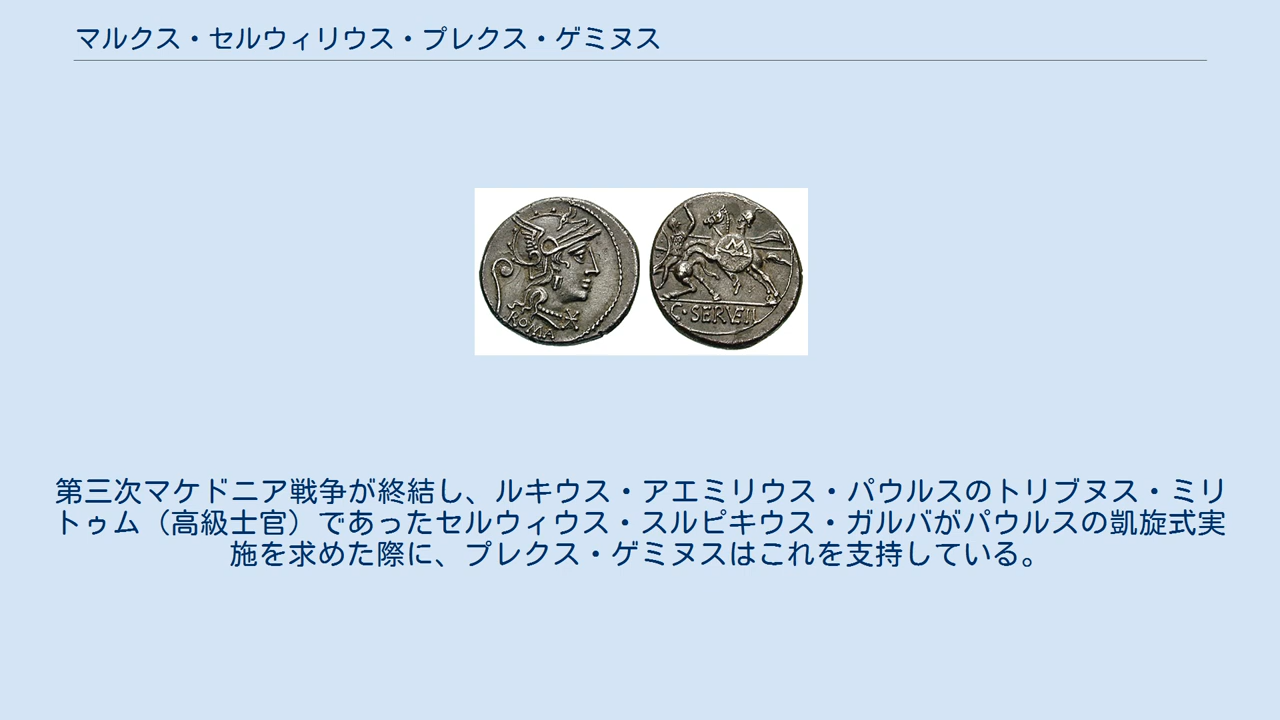 マルクス・セルウィリウス・プレクス・ゲミヌス
ROMA
C·SERVEIL
第三次マケドニア戦争が終結し、ルキウス・アエミリウス・パウルスのトリブヌス・ミリ
トゥム（高級士官）であったセルウィウス・スルピキウス・ガルバがパウルスの凱旋式実
施を求めた際に、プレクス・ゲミヌスはこれを支持している。